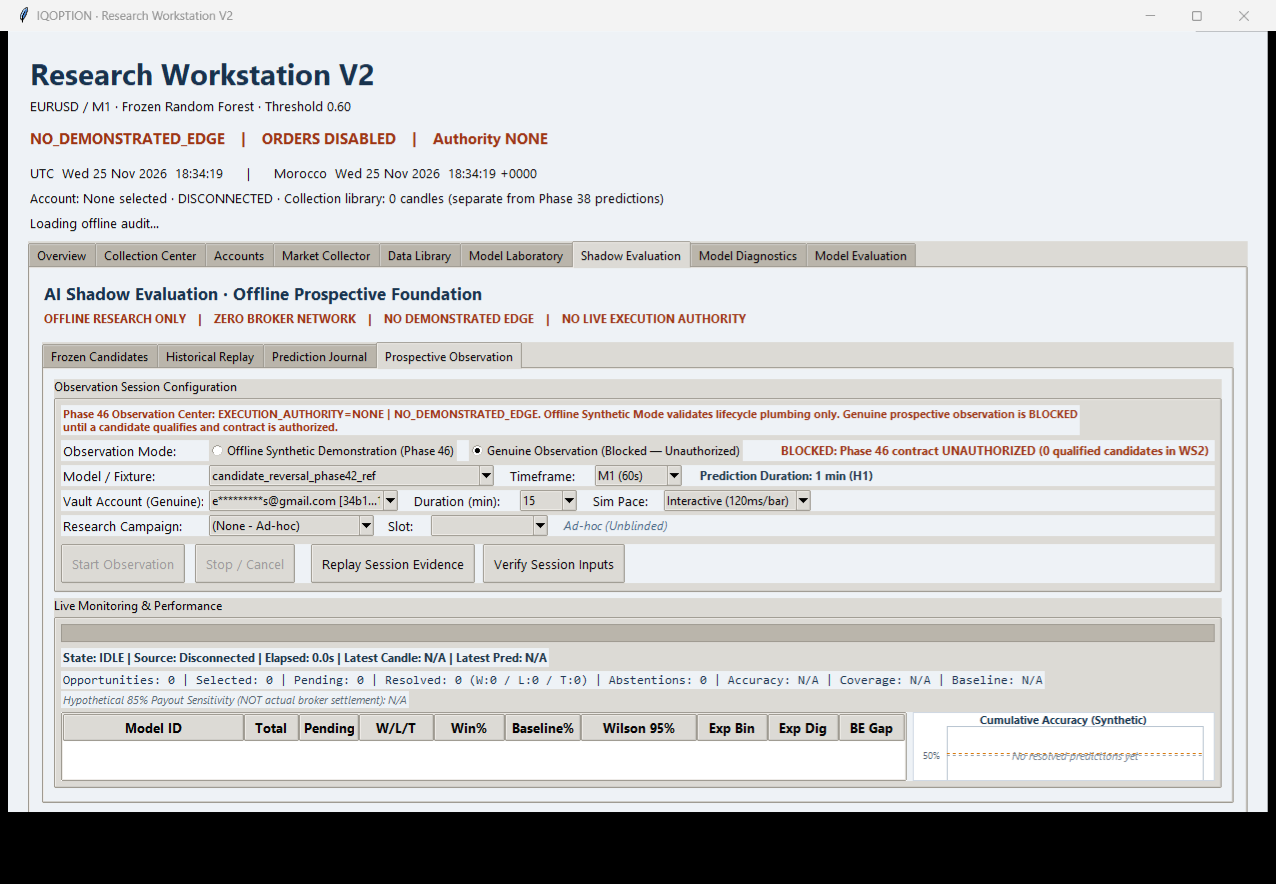 IQOPTION · Research Workstation V2
Research Workstation V2
EURUSD / M1 · Frozen Random Forest · Threshold 0.60
NO_DEMONSTRATED_EDGE | ORDERS DISABLED | Authority NONE
UTC Wed 25 Nov 2026 18:34:19 | Morocco Wed 25 Nov 2026 18:34:19 +0000
Account: None selected · DISCONNECTED · Collection library: 0 candles (separate from Phase 38 predictions)
Loading offline audit...
Overview Collection Center Accounts Market Collector Data Library Model Laboratory Shadow Evaluation Model Diagnostics Model Evaluation
AI Shadow Evaluation · Offline Prospective Foundation
OFFLINE RESEARCH ONLY | ZERO BROKER NETWORK | NO DEMONSTRATED EDGE | NO LIVE EXECUTION AUTHORITY
Frozen Candidates Historical Replay Prediction Journal Prospective Observation
Observation Session Configuration
Phase 46 Observation Center: EXECUTION_AUTHORITY=NONE | NO_DEMONSTRATED_EDGE. Offline Synthetic Mode validates lifecycle plumbing only. Genuine prospective observation is BLOCKED
until a candidate qualifies and contract is authorized.
Observation Mode: Offline Synthetic Demonstration (Phase 46) Genuine Observation (Blocked — Unauthorized) BLOCKED: Phase 46 contract UNAUTHORIZED (0 qualified candidates in WS2)
Model / Fixture: candidate_reversal_phase42_ref Timeframe: M1 (60s) Prediction Duration: 1 min (H1)
Vault Account (Genuine): e*********s@gmail.com [34b1... Duration (min): 15 Sim Pace: Interactive (120ms/bar)
Research Campaign: (None - Ad-hoc) Slot: Ad-hoc (Unblinded)
Start Observation Stop / Cancel Replay Session Evidence Verify Session Inputs
Live Monitoring & Performance
State: IDLE | Source: Disconnected | Elapsed: 0.0s | Latest Candle: N/A | Latest Pred: N/A
Opportunities: 0 | Selected: 0 | Pending: 0 | Resolved: 0 (W:0 / L:0 / T:0) | Abstentions: 0 | Accuracy: N/A | Coverage: N/A | Baseline: N/A
Hypothetical 85% Payout Sensitivity (NOT actual broker settlement): N/A
Model ID Total Pending W/L/T Win% Baseline% Wilson 95% Exp Bin Exp Dig BE Gap
Cumulative Accuracy (Synthetic)
50% No resolved predictions yet